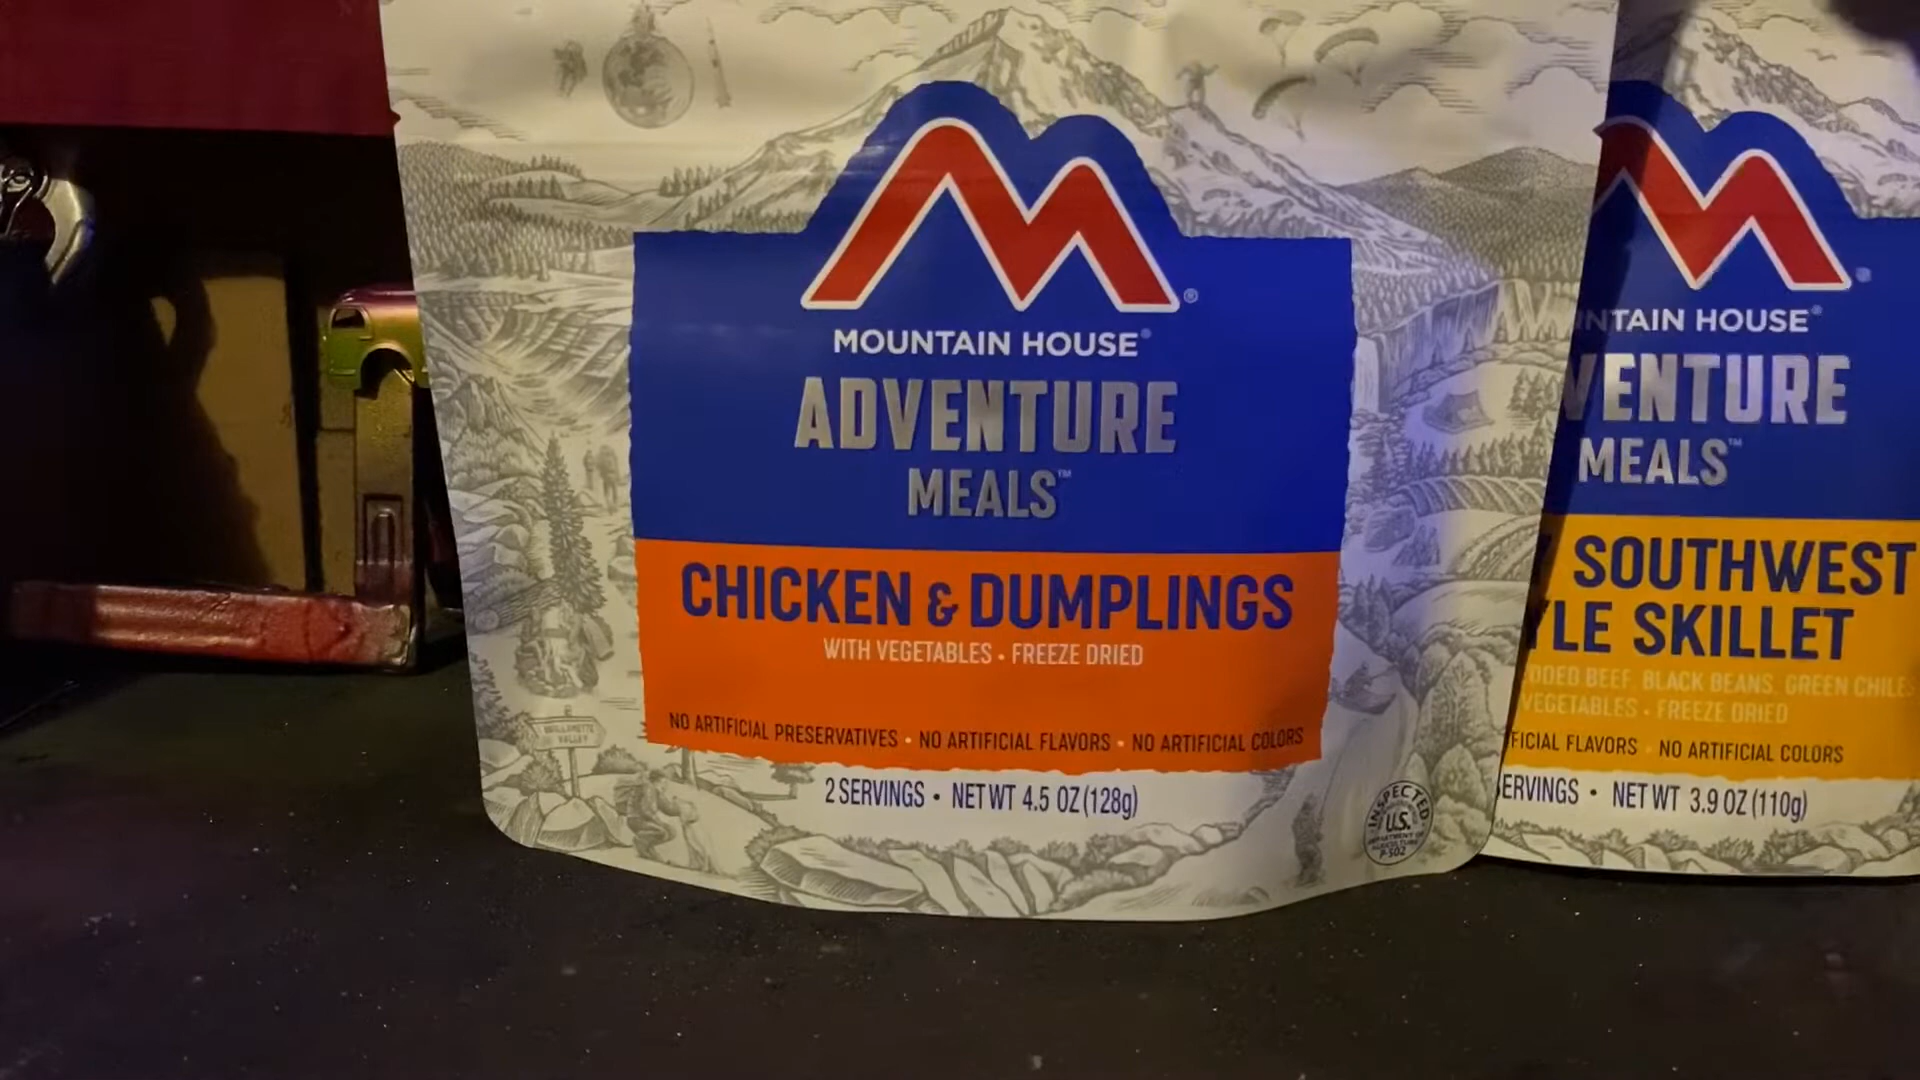 MOUNTAIN HOUSE®
ADVENTURE
MEALS™
CHICKEN & DUMPLINGS
WITH VEGETABLES • FREEZE DRIED
NO ARTIFICIAL PRESERVATIVES • NO ARTIFICIAL FLAVORS • NO ARTIFICIAL COLORS
2 SERVINGS • NET WT 4.5 OZ (128g)
WILLAMETTE
VALLEY
INSPECTED
U.S.
DEPARTMENT OF
AGRICULTURE
P-502
NTAIN HOUSE®
VENTURE
MEALS™
SOUTHWEST
YLE SKILLET
DDED BEEF, BLACK BEANS, GREEN CHILE
VEGETABLES • FREEZE DRIED
FICIAL FLAVORS • NO ARTIFICIAL COLORS
ERVINGS • NET WT 3.9 OZ (110g)